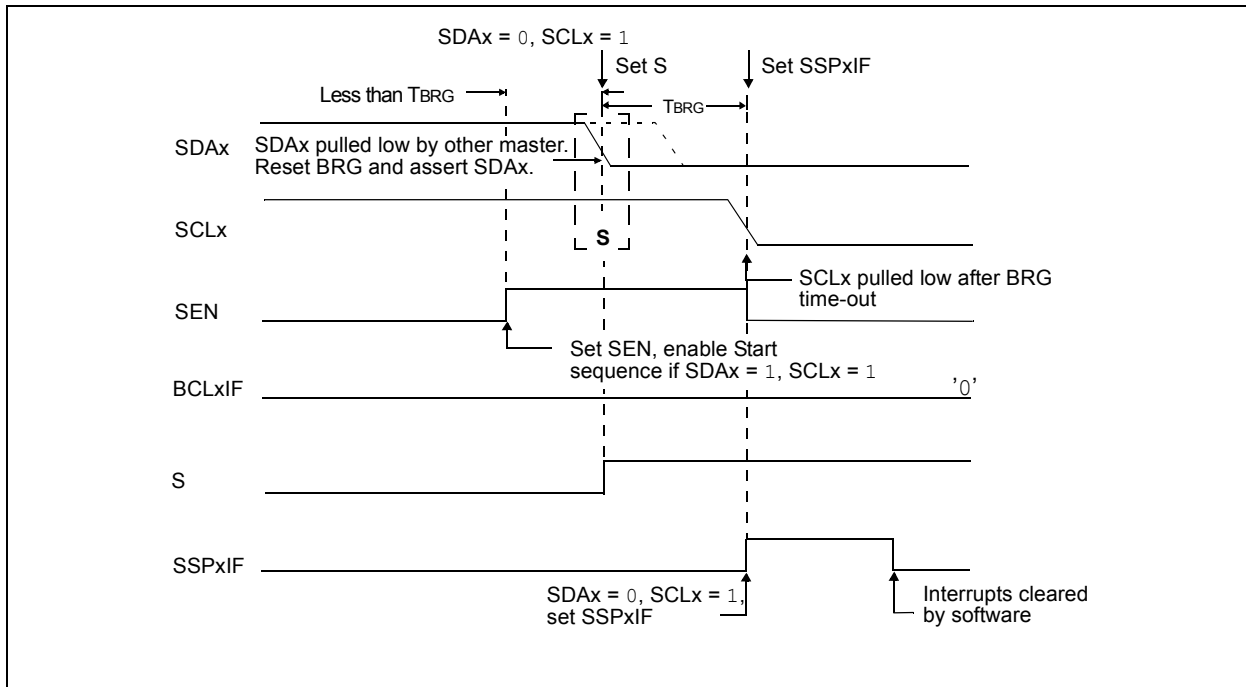 SDAx = 0, SCLx = 1
Set S
Set SSPxIF
Less than TBRG
TBRG
SDAx
SDAx pulled low by other master.
Reset BRG and assert SDAx.
SCLx
S
SCLx pulled low after BRG
time-out
SEN
Set SEN, enable Start
sequence if SDAx = 1, SCLx = 1
BCLxIF
'0'
S
SSPxIF
SDAx = 0, SCLx = 1,
set SSPxIF
Interrupts cleared
by software